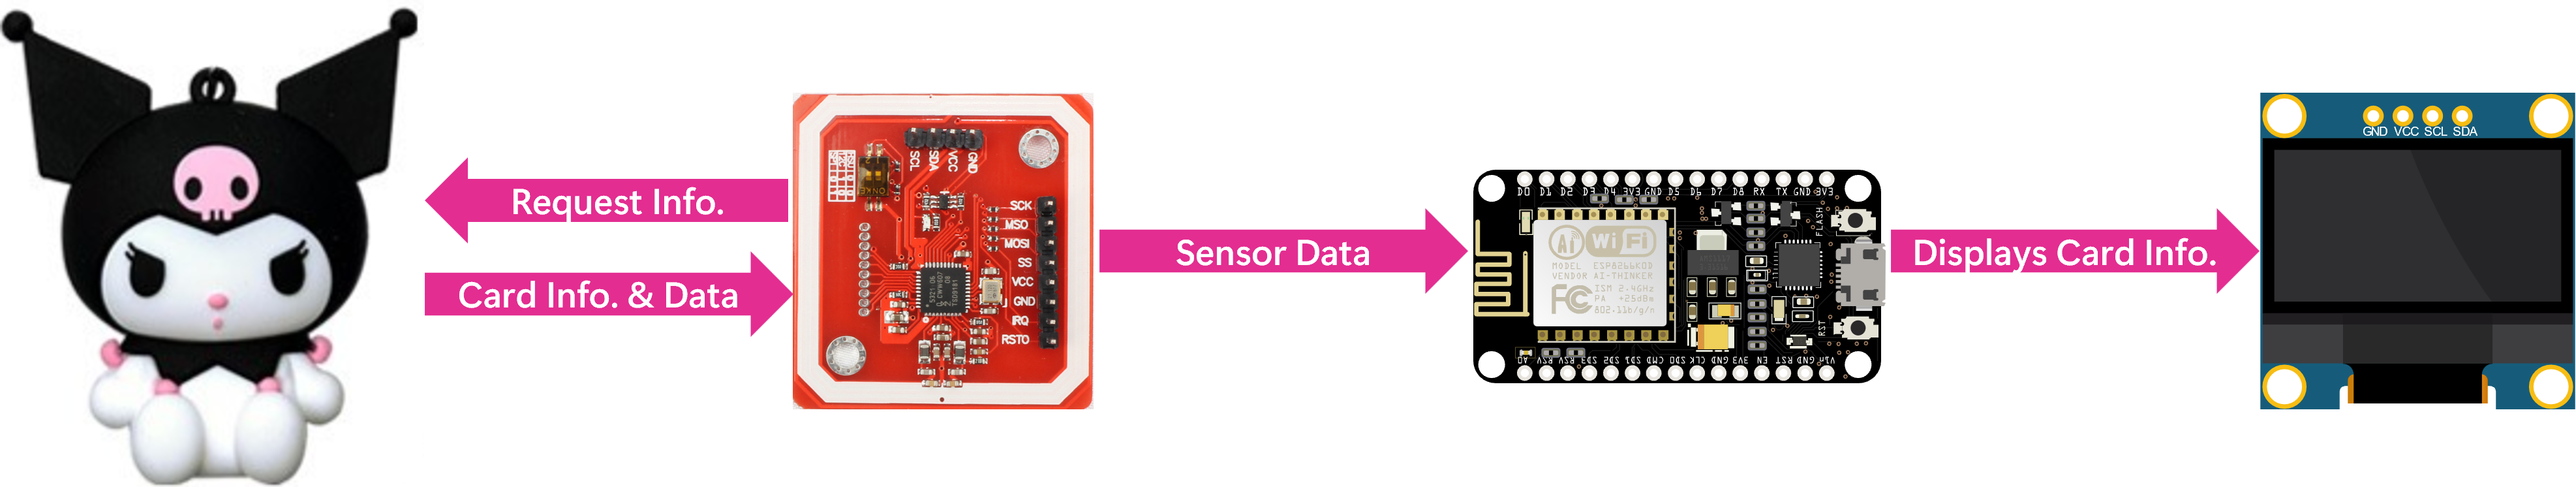 Request Info.
Card Info. & Data
SCL
SDA
VCC
GND
SCK
MSO
MOSI
SS
VCC
GND
IRQ
RSTO
Sensor Data
D0 D1 D2 D3 D4 3V3 GND D5 D6 D7 D8 RX TX GND 3V3
FLASH
Ai WiFi
MODEL ESP8266MOD
VENDOR AI-THINKER
FC ISM 2.4GHz
PA +25dBm
802.11b/g/n
RST
A0 RSV RSV SD3 SD2 SD1 CMD SD0 CLK GND 3V3 EN RST GND Vin
Displays Card Info.
GND VCC SCL SDA